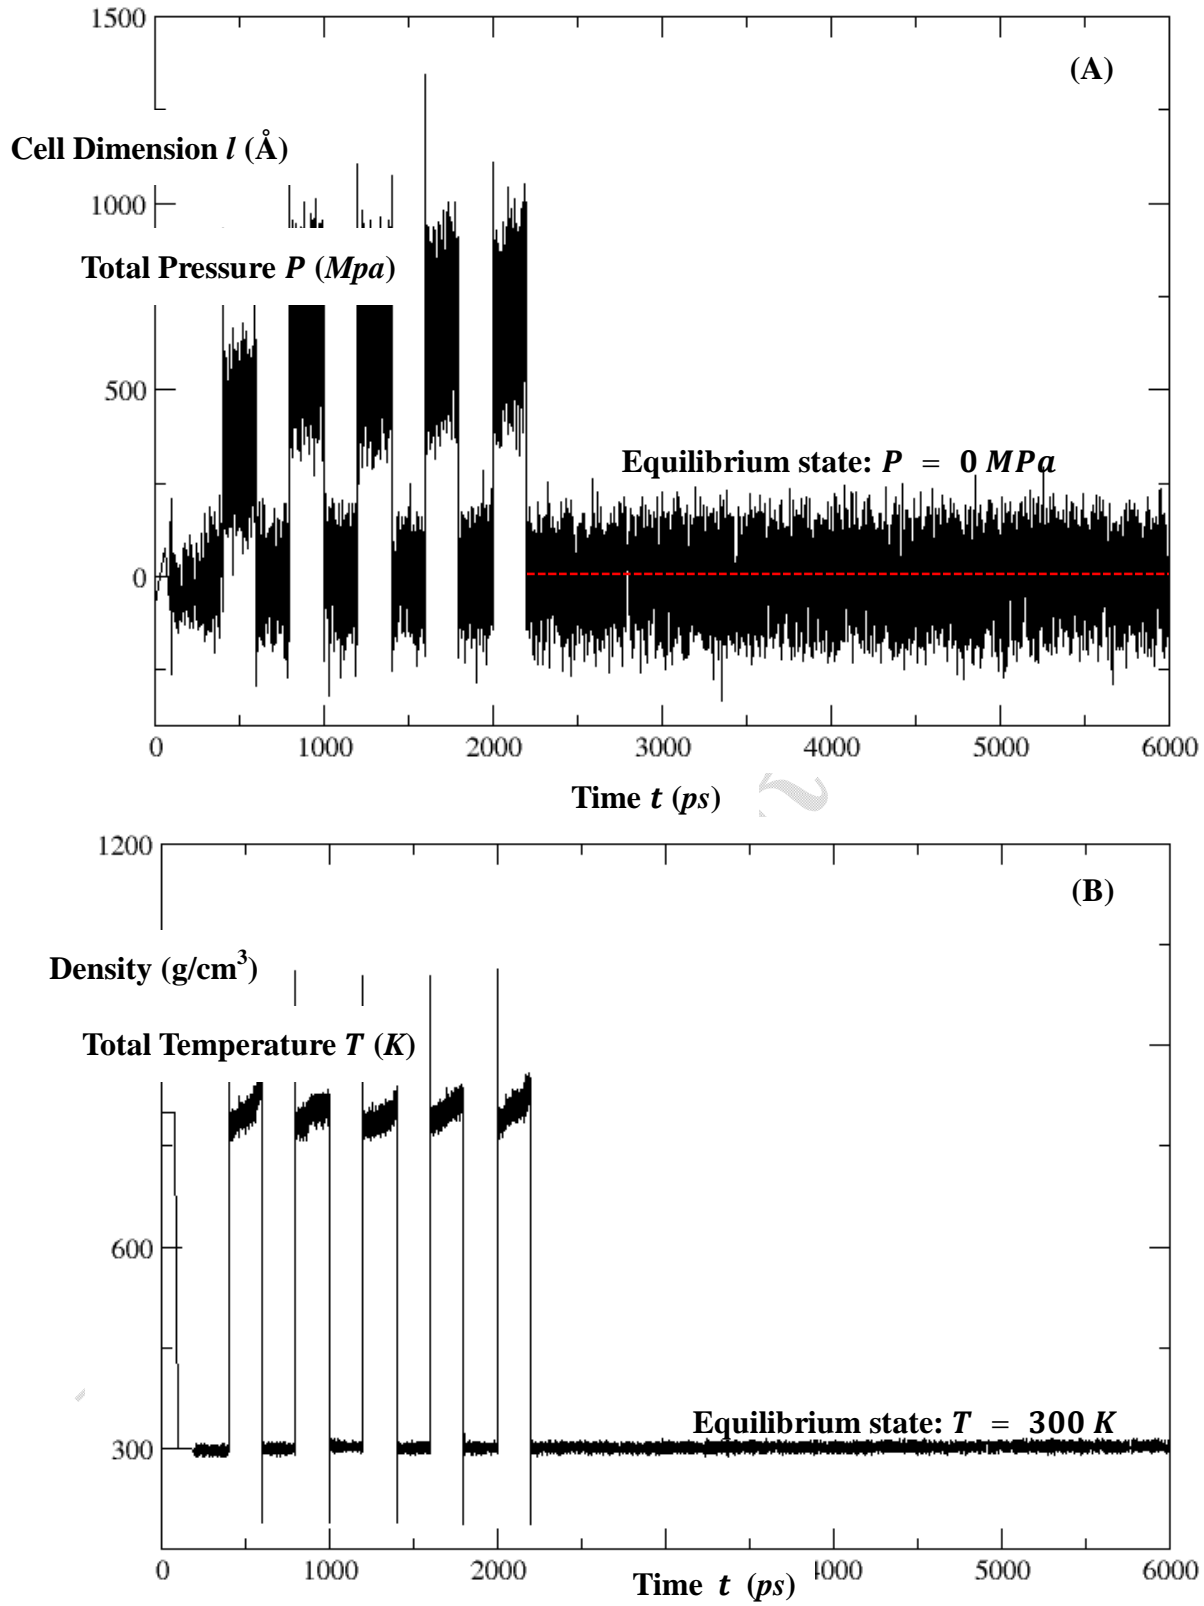 1500
(A)
Cell Dimension l (Å)
1000
Total Pressure P (Mpa)
500
Equilibrium state: P = 0 MPa
0
0 1000 2000 3000 4000 5000 6000
Time t (ps)
1200
(B)
Density (g/cm³)
Total Temperature T (K)
600
Equilibrium state: T = 300 K
300
0 1000 2000 4000 5000 6000
Time t (ps)